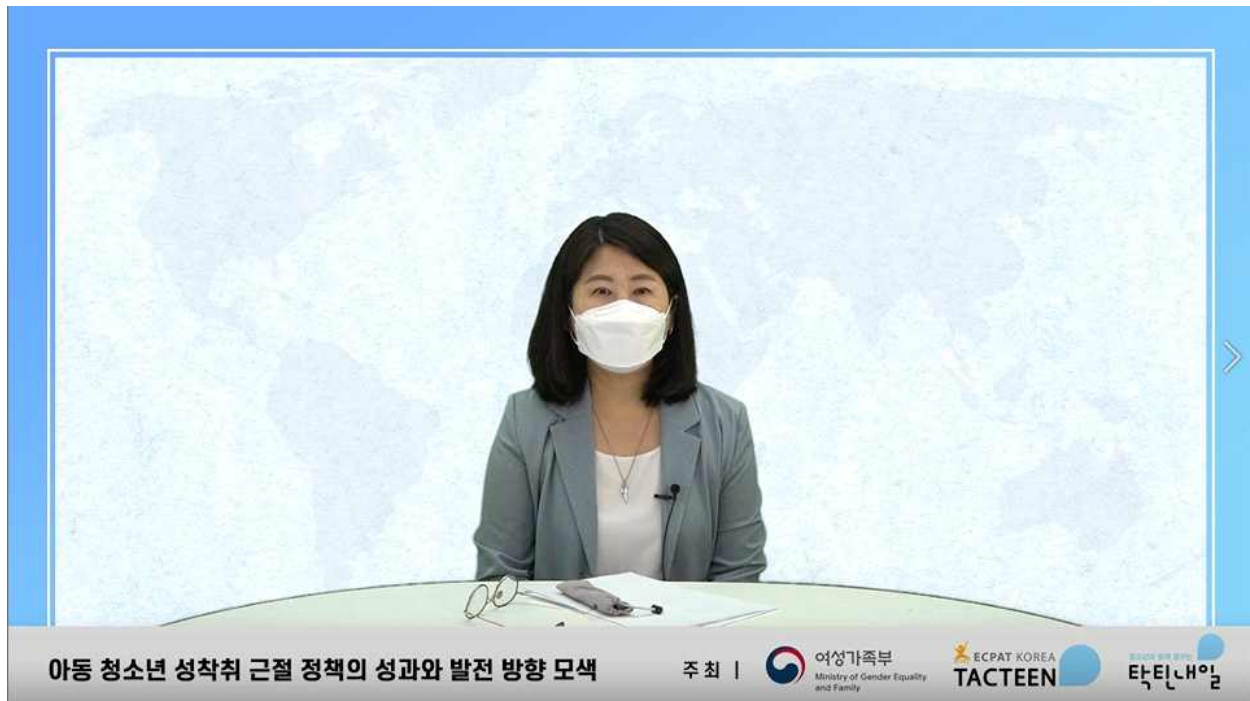 아동 청소년 성착취 근절 정책의 성과와 발전 방향 모색
주최 |
여성가족부
Ministry of Gender Equality
and Family
ECPAT KOREA
TACTEEN
탁틴내일